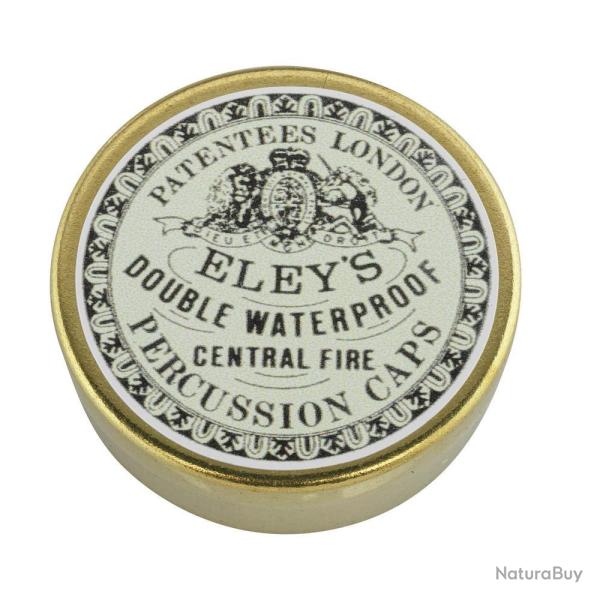 PATENTEES LONDON
DIEU ET MON DROIT
ELEY'S
DOUBLE WATERPROOF
CENTRAL FIRE
PERCUSSION CAPS
NaturaBuy